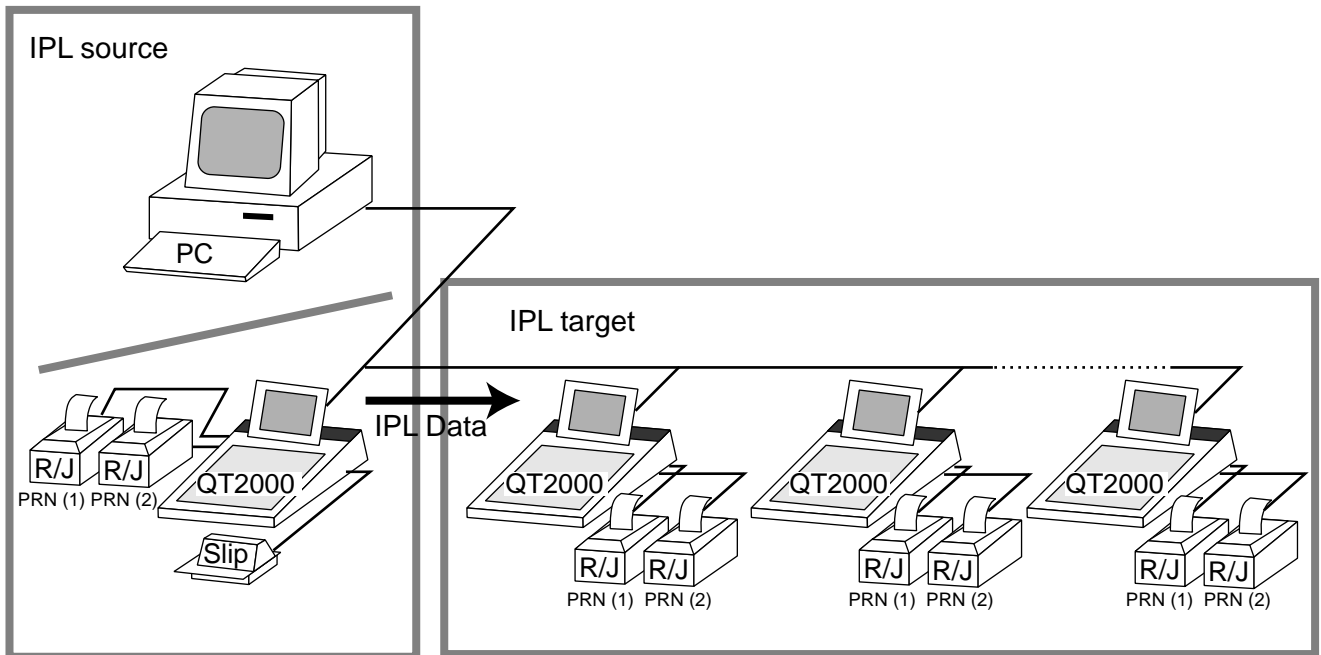 IPL source
PC
IPL target
IPL Data
R/J
R/J
PRN (1) PRN (2)
QT2000
Slip
QT2000
R/J
R/J
PRN (1) PRN (2)
QT2000
R/J
R/J
PRN (1) PRN (2)
QT2000
R/J
R/J
PRN (1) PRN (2)